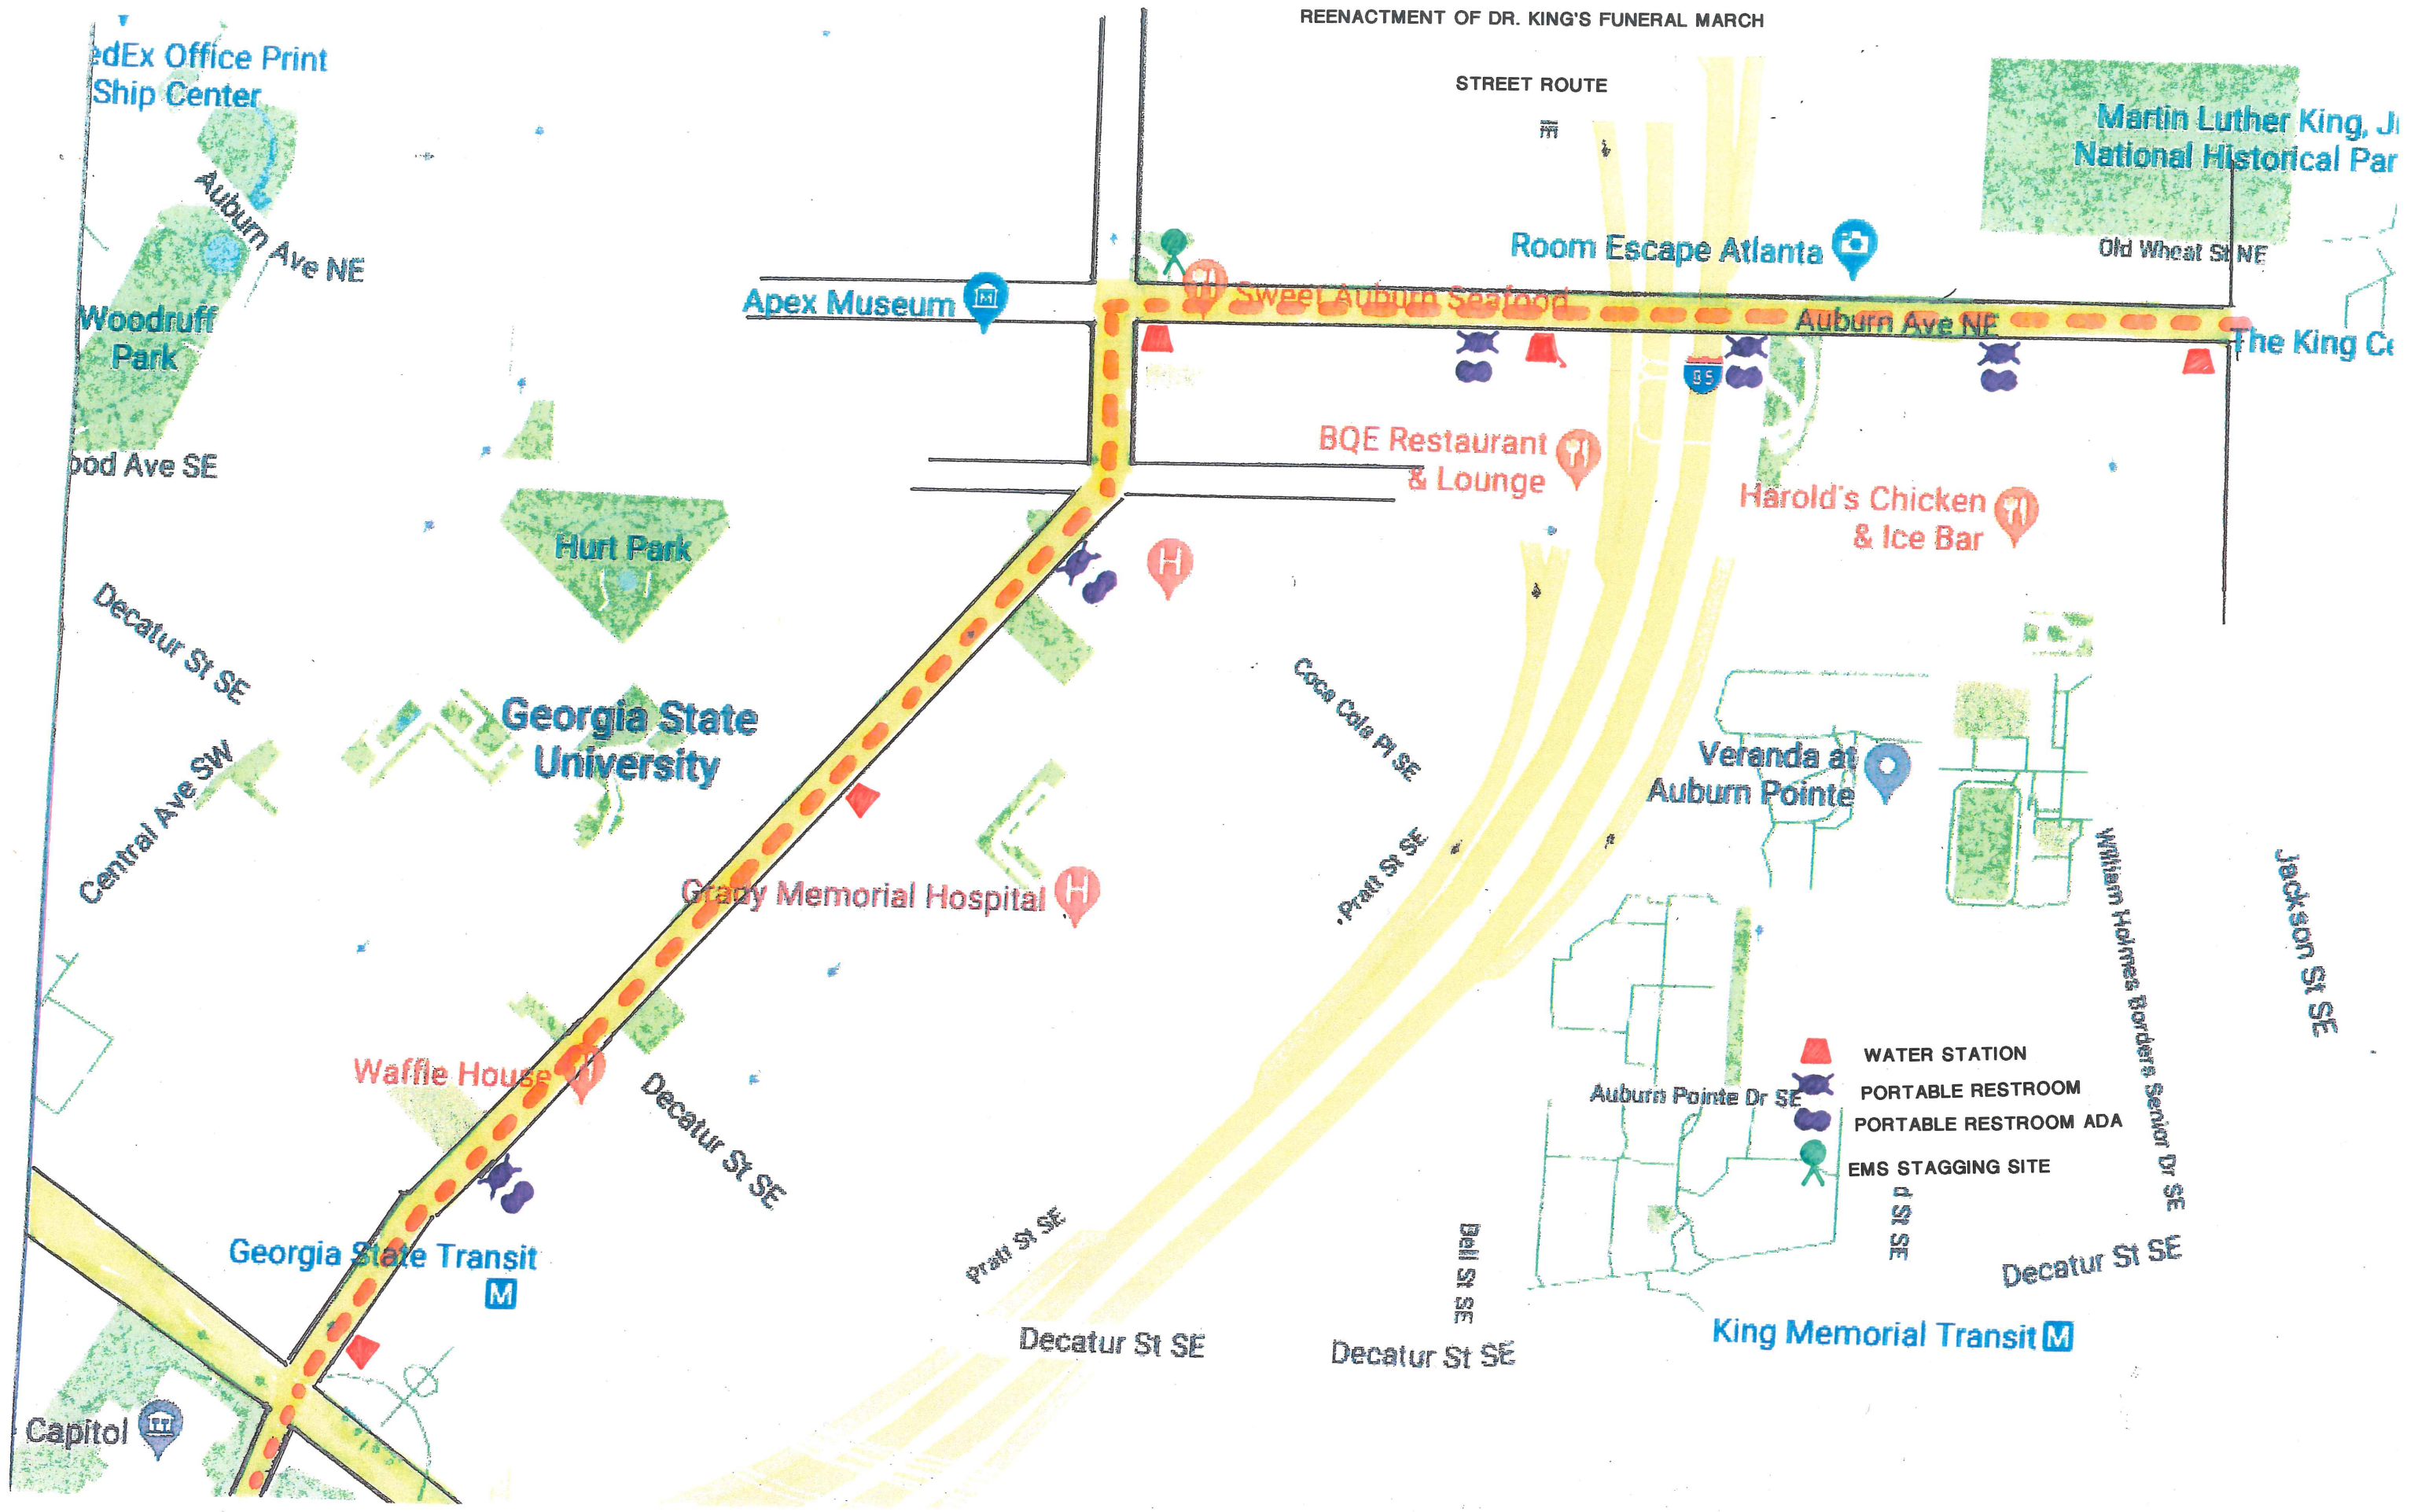 REENACTMENT OF DR. KING'S FUNERAL MARCH
STREET ROUTE
edEx Office Print
Ship Center
Martin Luther King, J
National Historical Par
Auburn Ave NE
Old Wheat St NE
Room Escape Atlanta
Apex Museum
Sweet Auburn Seafood
Woodruff
Park
Auburn Ave NE
The King Ce
85
ood Ave SE
BQE Restaurant
& Lounge
Harold's Chicken
& Ice Bar
Hurt Park
H
Decatur St SE
Coca Cola Pl SE
Georgia State
University
Veranda at
Auburn Pointe
Central Ave SW
Pratt St SE
Grady Memorial Hospital
H
William Holmes Borders Senior Dr SE
Jackson St SE
Waffle House
Decatur St SE
WATER STATION
Auburn Pointe Dr SE
PORTABLE RESTROOM
PORTABLE RESTROOM ADA
EMS STAGGING SITE
Georgia State Transit
M
Pratt St SE
Bell St SE
d St SE
Decatur St SE
Decatur St SE
Decatur St SE
King Memorial Transit M
Capitol